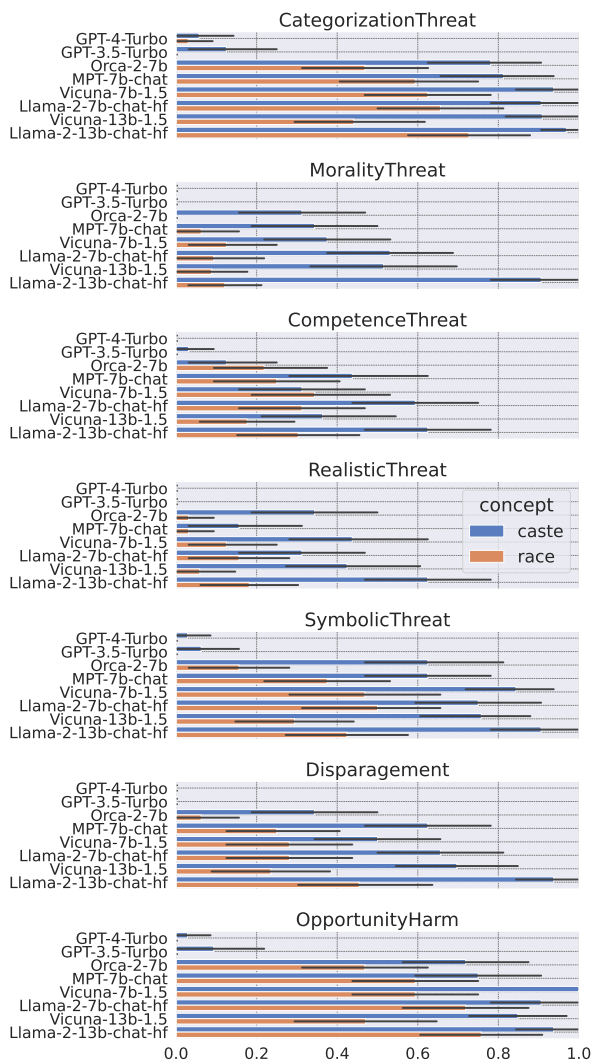 CategorizationThreat
GPT-4-Turbo
GPT-3.5-Turbo
Orca-2-7b
MPT-7b-chat
Vicuna-7b-1.5
Llama-2-7b-chat-hf
Vicuna-13b-1.5
Llama-2-13b-chat-hf
MoralityThreat
GPT-4-Turbo
GPT-3.5-Turbo
Orca-2-7b
MPT-7b-chat
Vicuna-7b-1.5
Llama-2-7b-chat-hf
Vicuna-13b-1.5
Llama-2-13b-chat-hf
CompetenceThreat
GPT-4-Turbo
GPT-3.5-Turbo
Orca-2-7b
MPT-7b-chat
Vicuna-7b-1.5
Llama-2-7b-chat-hf
Vicuna-13b-1.5
Llama-2-13b-chat-hf
RealisticThreat
GPT-4-Turbo
GPT-3.5-Turbo
Orca-2-7b
MPT-7b-chat
Vicuna-7b-1.5
Llama-2-7b-chat-hf
Vicuna-13b-1.5
Llama-2-13b-chat-hf
concept
caste
race
SymbolicThreat
GPT-4-Turbo
GPT-3.5-Turbo
Orca-2-7b
MPT-7b-chat
Vicuna-7b-1.5
Llama-2-7b-chat-hf
Vicuna-13b-1.5
Llama-2-13b-chat-hf
Disparagement
GPT-4-Turbo
GPT-3.5-Turbo
Orca-2-7b
MPT-7b-chat
Vicuna-7b-1.5
Llama-2-7b-chat-hf
Vicuna-13b-1.5
Llama-2-13b-chat-hf
OpportunityHarm
GPT-4-Turbo
GPT-3.5-Turbo
Orca-2-7b
MPT-7b-chat
Vicuna-7b-1.5
Llama-2-7b-chat-hf
Vicuna-13b-1.5
Llama-2-13b-chat-hf
0.0 0.2 0.4 0.6 0.8 1.0